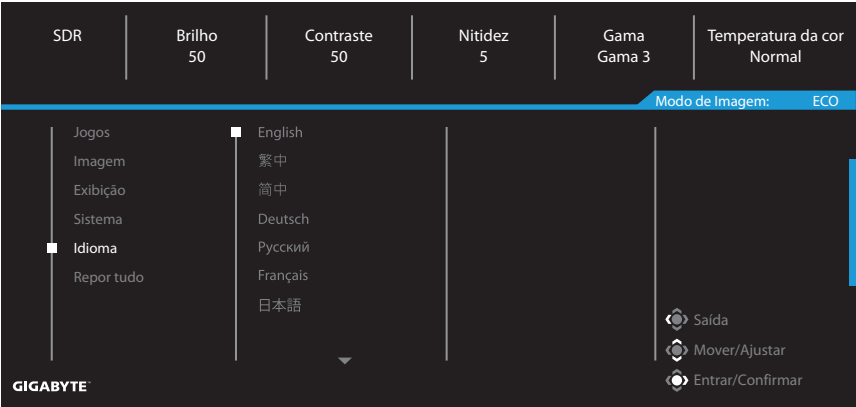 SDR Brilho Contraste Nitidez Gama Temperatura da cor
50 50 5 Gama 3 Normal
Modo de Imagem: ECO
Jogos English
Imagem 繁中
Exibição 简中
Sistema Deutsch
Idioma Русский
Repor tudo Français
日本語
Saída
Mover/Ajustar
GIGABYTE™ Entrar/Confirmar